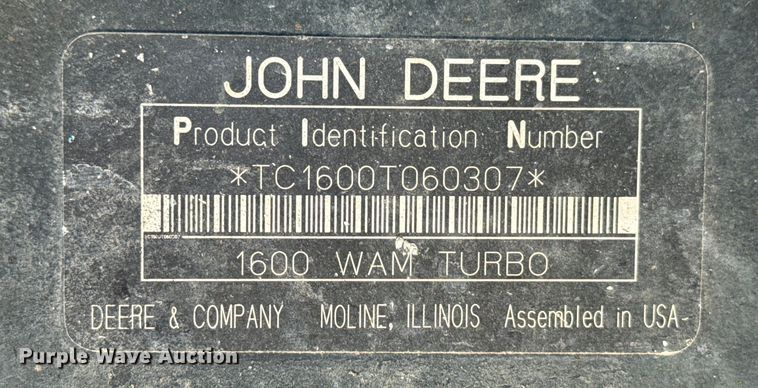 JOHN DEERE
Product Identification Number
*TC1600T060307*
1600 WAM TURBO
DEERE & COMPANY MOLINE, ILLINOIS Assembled in USA
Purple Wave Auction